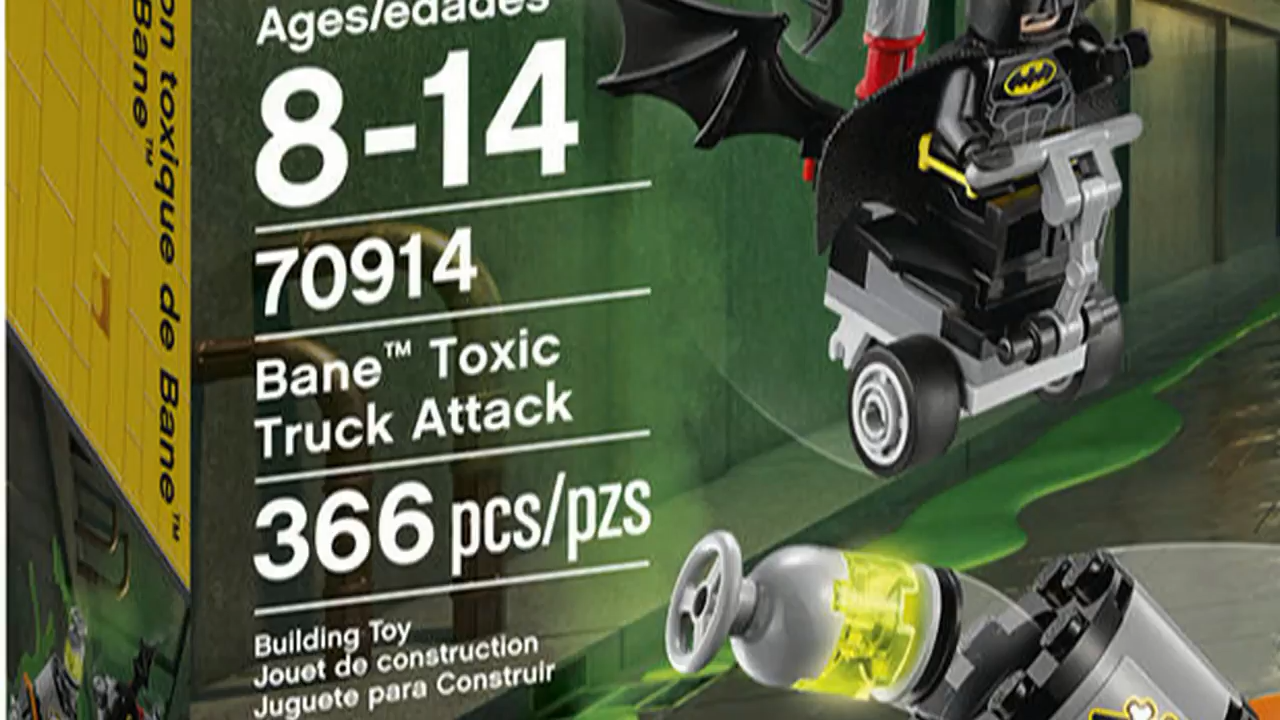 Ages/edades
8-14
70914
Bane™ Toxic
Truck Attack
366 pcs/pzs
Building Toy
Jouet de construction
Juguete para Construir
on toxique de Bane™
Bane™